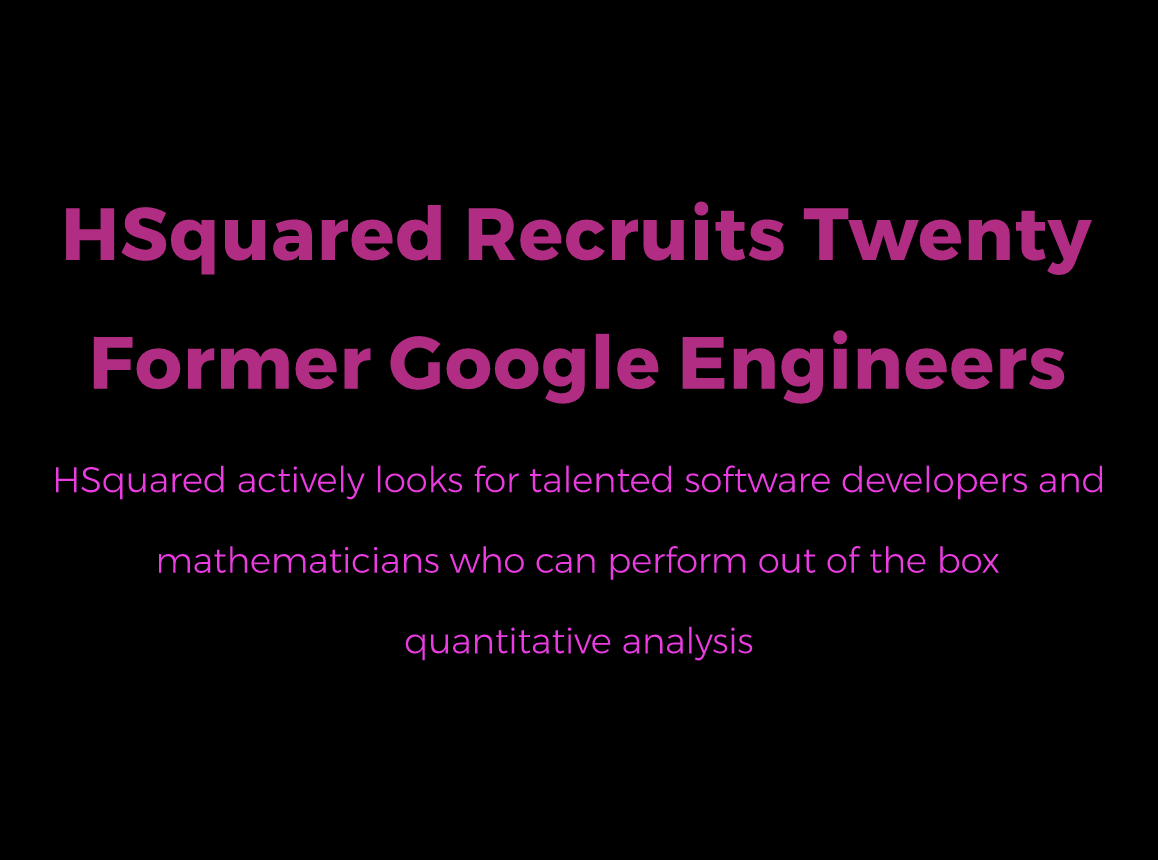 HSquared Recruits Twenty
Former Google Engineers
HSquared actively looks for talented software developers and
mathematicians who can perform out of the box
quantitative analysis